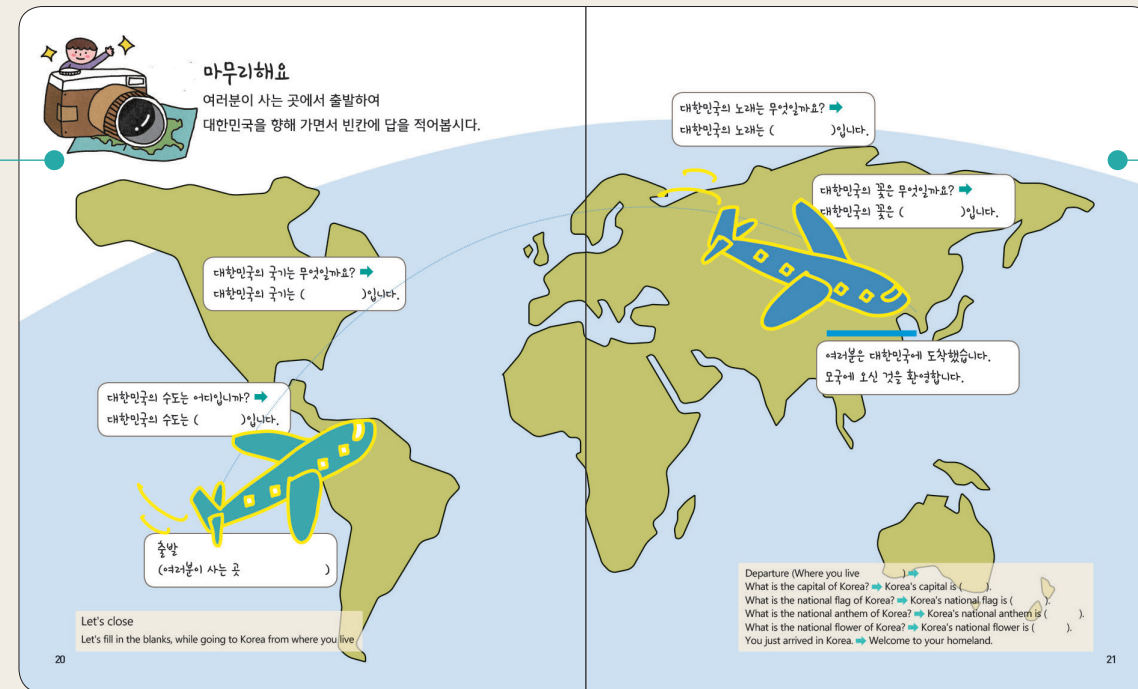 마무리해요
여러분이 사는 곳에서 출발하여
대한민국을 향해 가면서 빈칸에 답을 적어봅시다.
출발
(여러분이 사는 곳 )
대한민국의 수도는 어디입니까? ➡
대한민국의 수도는 ( )입니다.
대한민국의 국기는 무엇일까요? ➡
대한민국의 국기는 ( )입니다.
대한민국의 노래는 무엇일까요? ➡
대한민국의 노래는 ( )입니다.
대한민국의 꽃은 무엇일까요? ➡
대한민국의 꽃은 ( )입니다.
여러분은 대한민국에 도착했습니다.
모국에 오신 것을 환영합니다.
Let's close
Let's fill in the blanks, while going to Korea from where you live
20
Departure (Where you live ) ➡
What is the capital of Korea? ➡ Korea's capital is ( ).
What is the national flag of Korea? ➡ Korea's national flag is ( ).
What is the national anthem of Korea? ➡ Korea's national anthem is ( ).
What is the national flower of Korea? ➡ Korea's national flower is ( ).
You just arrived in Korea. ➡ Welcome to your homeland.
21